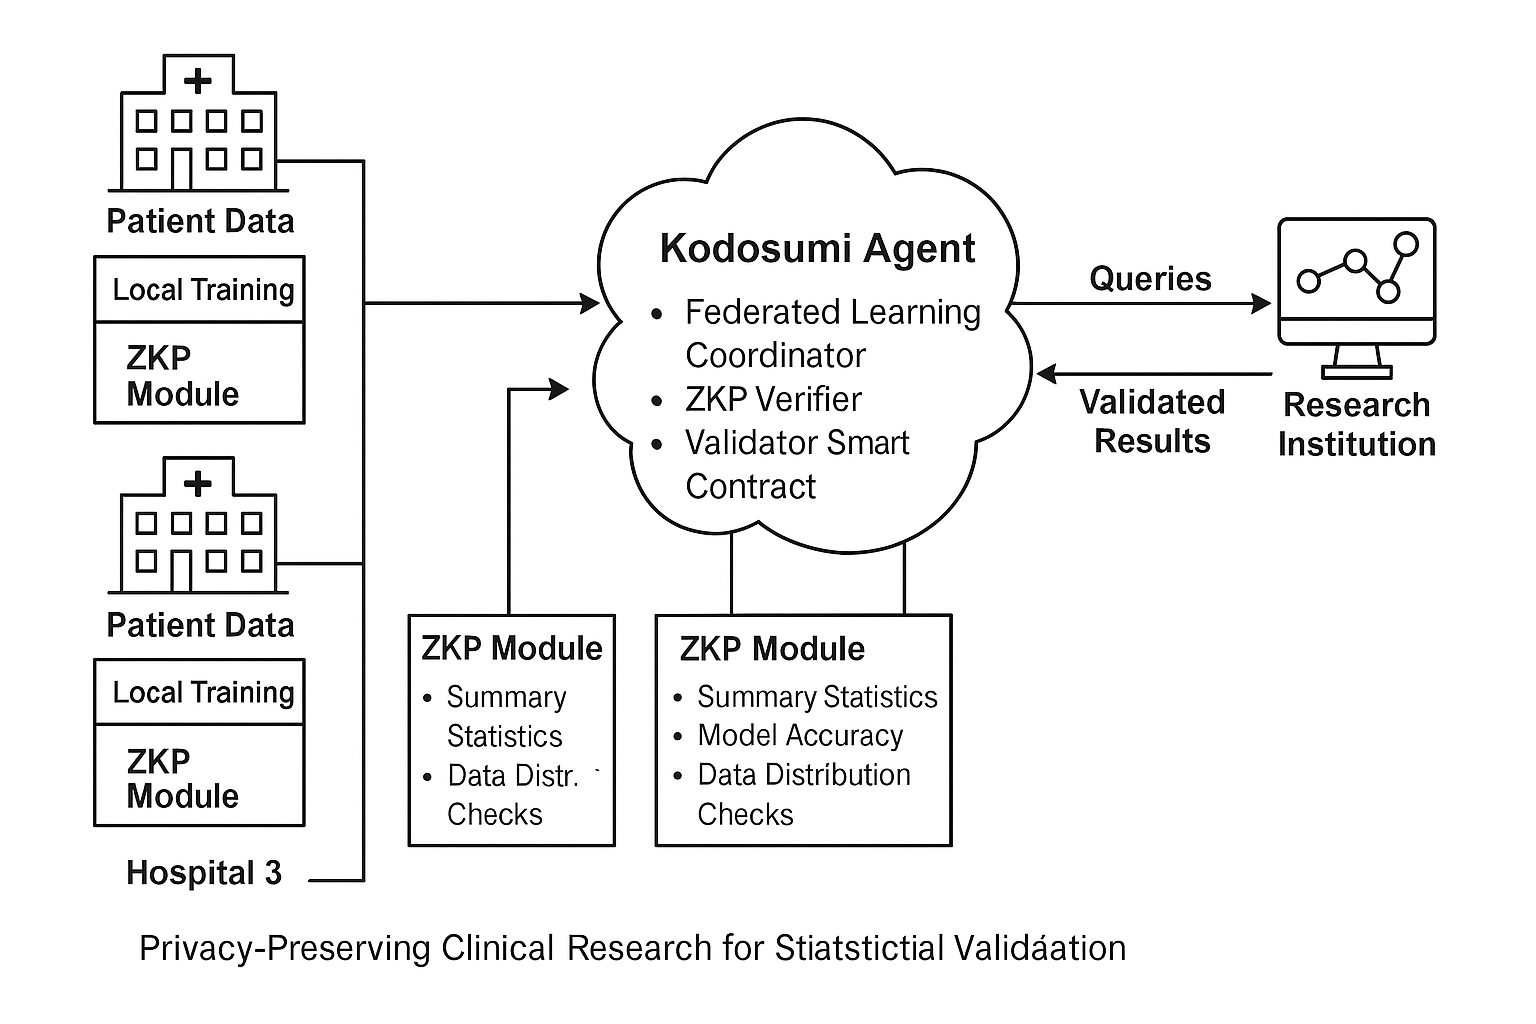 Patient Data
Local Training
ZKP
Module
Patient Data
Local Training
ZKP
Module
Hospital 3
Kodosumi Agent
• Federated Learning
Coordinator
• ZKP Verifier
• Validator Smart
Contract
Queries
Validated
Results
Research
Institution
ZKP Module
• Summary
Statistics
• Data Distr.
Checks
ZKP Module
• Summary Statistics
• Model Accuracy
• Data Distribution
Checks
Privacy-Preserving Clinical Research for Stiatstictial Validáation